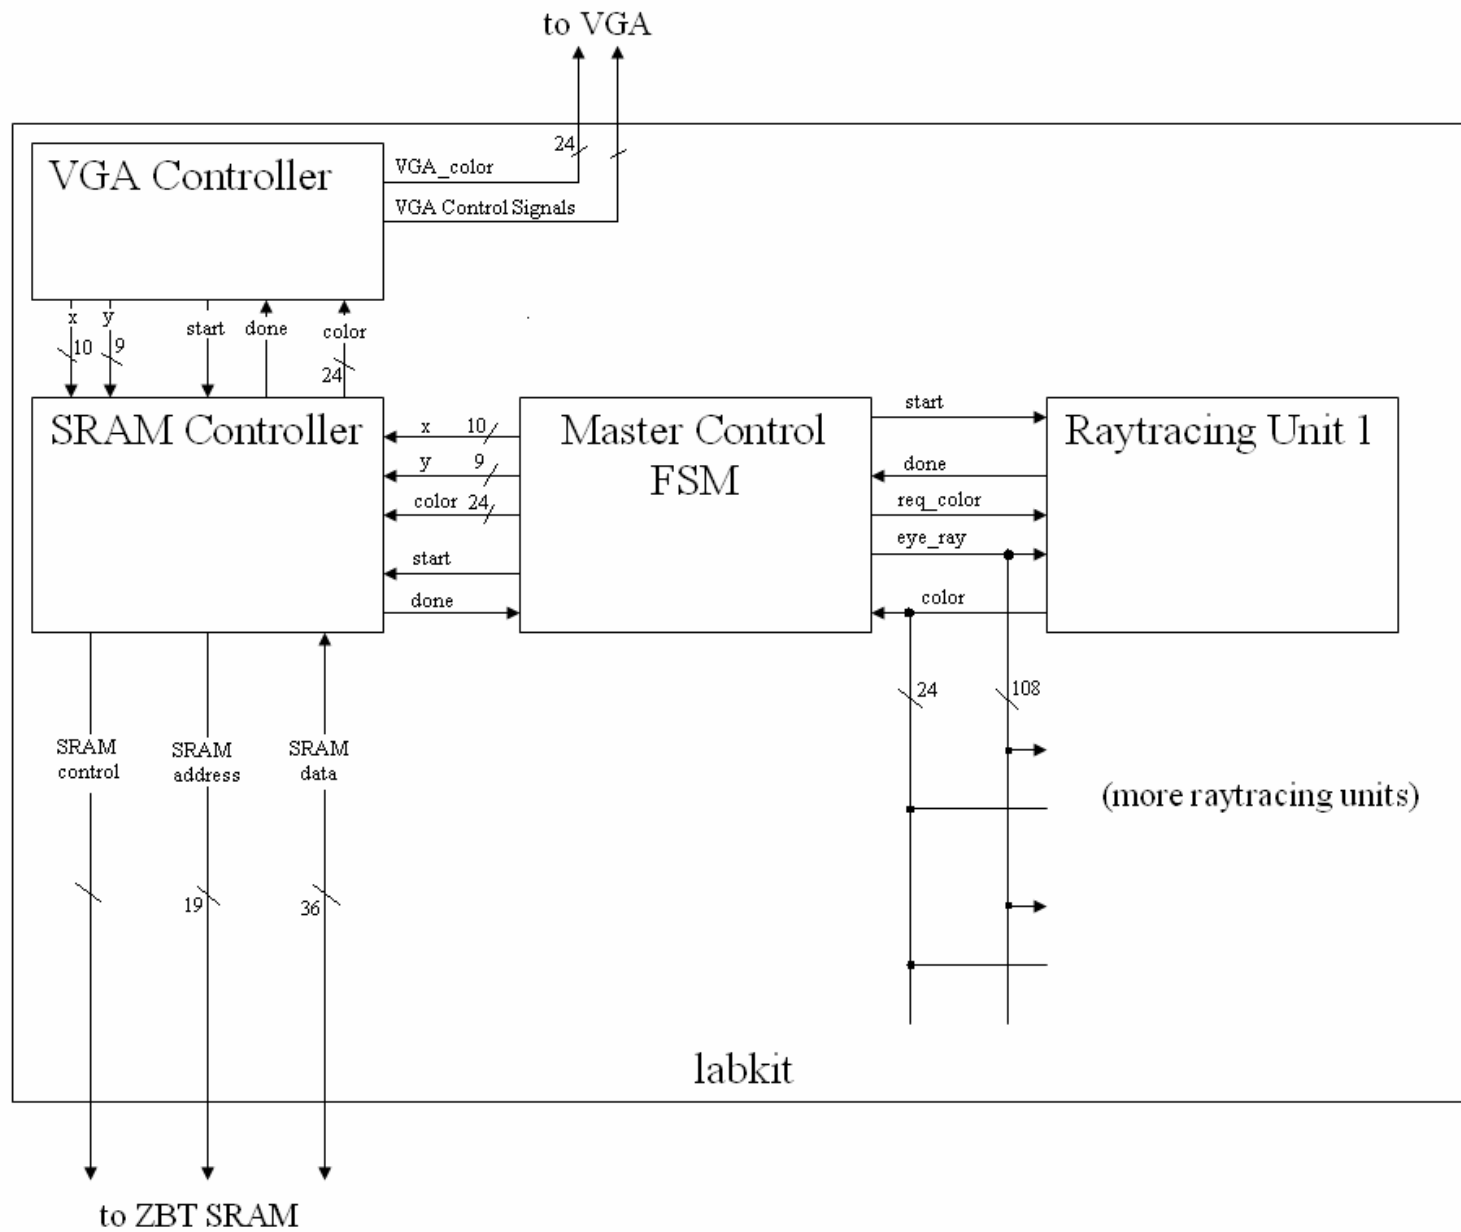 to VGA
24
VGA Controller
VGA_color
VGA Control Signals
x
y
start
done
color
10
9
24
SRAM Controller
x
10
y
9
color
24
start
done
Master Control
FSM
start
done
req_color
eye_ray
color
Raytracing Unit 1
24
108
SRAM
control
SRAM
address
SRAM
data
(more raytracing units)
19
36
labkit
to ZBT SRAM